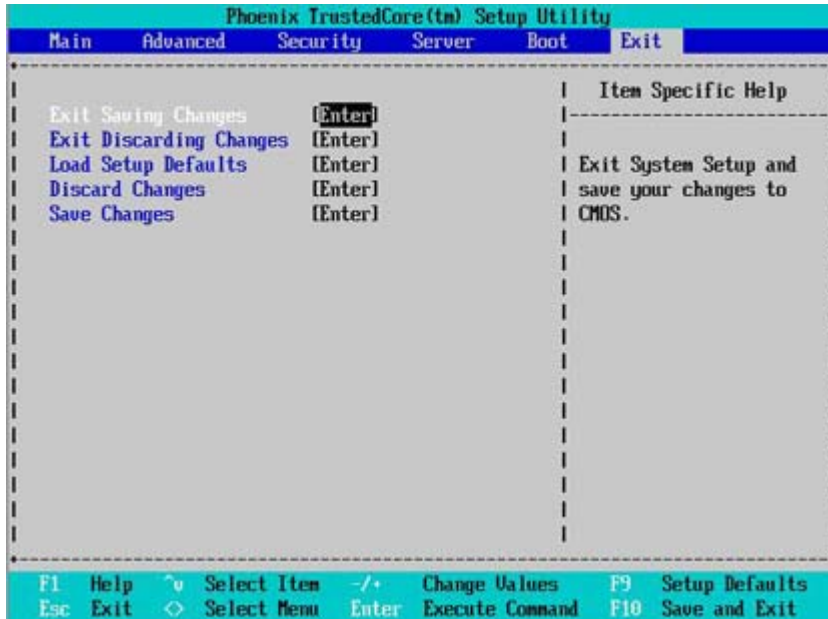 Phoenix TrustedCore(tm) Setup Utility
Main Advanced Security Server Boot Exit
Item Specific Help
Exit Saving Changes [Enter]
Exit Discarding Changes [Enter]
Load Setup Defaults [Enter]
Discard Changes [Enter]
Save Changes [Enter]
Exit System Setup and
save your changes to
CMOS.
F1 Help ^v Select Item -/+ Change Values F9 Setup Defaults
Esc Exit <> Select Menu Enter Execute Command F10 Save and Exit